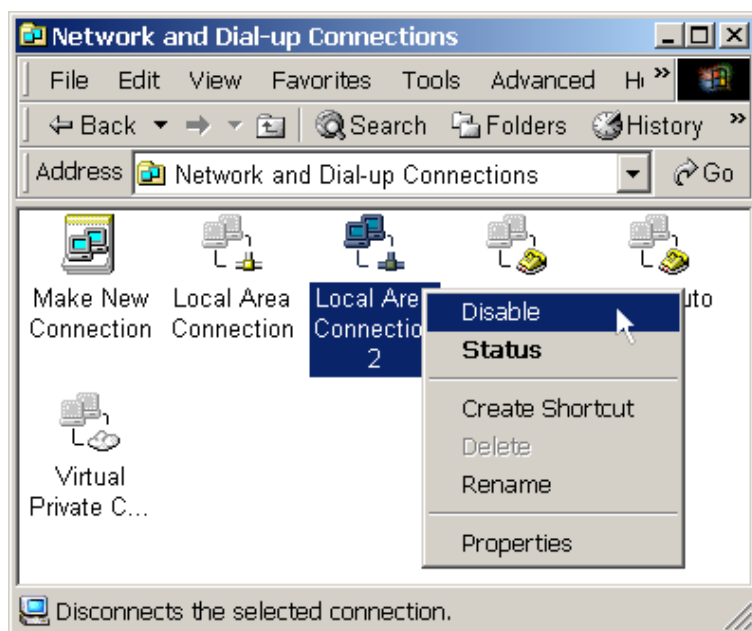 Network and Dial-up Connections
File Edit View Favorites Tools Advanced »
Back Search Folders History »
Address Network and Dial-up Connections Go
Make New Connection
Local Area Connection
Local Are
Connectio
2
Disable
Status
Create Shortcut
Delete
Rename
Properties
Virtual
Private C...
Disconnects the selected connection.